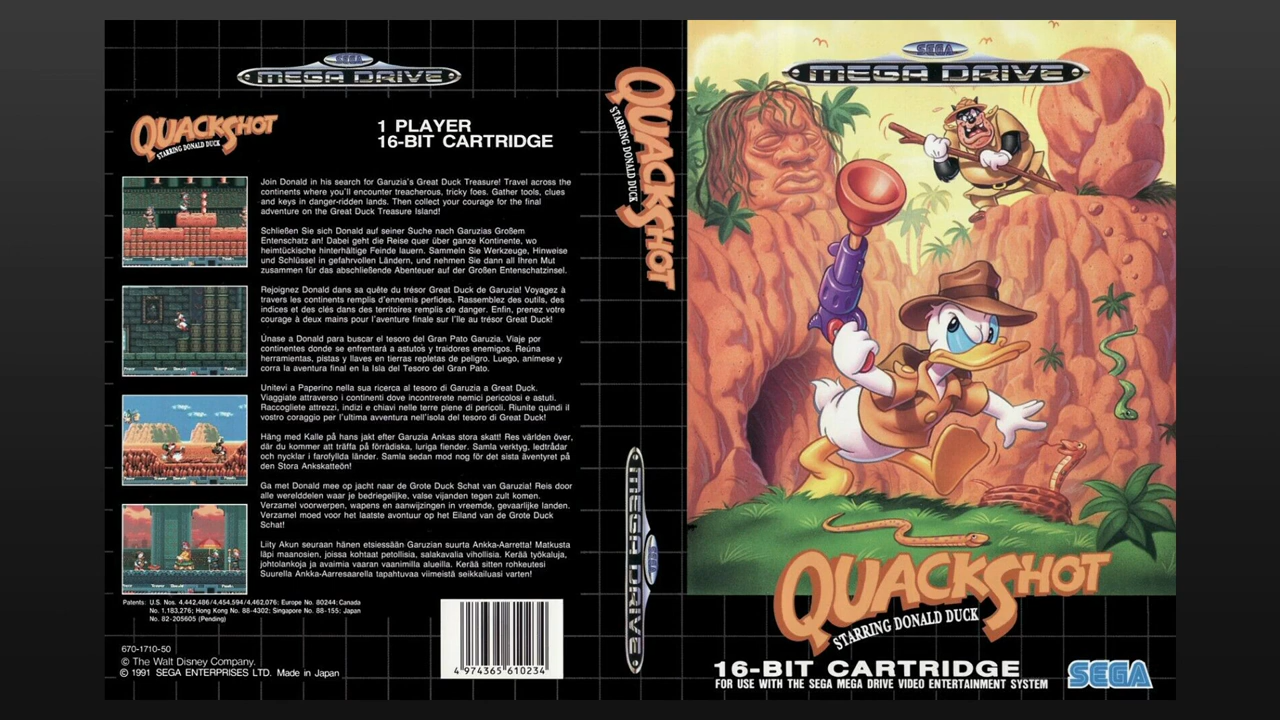 SEGA
MEGA DRIVE
QUACKSHOT
STARRING DONALD DUCK
1 PLAYER
16-BIT CARTRIDGE
Join Donald in his search for Garuzia's Great Duck Treasure! Travel across the
continents where you'll encounter treacherous, tricky foes. Gather tools, clues
and keys in danger-ridden lands. Then collect your courage for the final
adventure on the Great Duck Treasure Island!
Schließen Sie sich Donald auf seiner Suche nach Garuzias Großem
Entenschatz an! Dabei geht die Reise quer über ganze Kontinente, wo
heimtückische hinterhältige Feinde lauern. Sammeln Sie Werkzeuge, Hinweise
und Schlüssel in gefahrvollen Ländern, und nehmen Sie dann all Ihren Mut
zusammen für das abschließende Abenteuer auf der Großen Entenschatzinsel.
Rejoignez Donald dans sa quête du trésor Great Duck de Garuzia! Voyagez à
travers les continents remplis d'ennemis perfides. Rassemblez des outils, des
indices et des clés dans des territoires remplis de danger. Enfin, prenez votre
courage à deux mains pour l'aventure finale sur l'île au trésor Great Duck!
Únase a Donald para buscar el tesoro del Gran Pato Garuzia. Viaje por
continentes donde se enfrentará a astutos y traidores enemigos. Reúna
herramientas, pistas y llaves en tierras repletas de peligro. Luego, anímese y
corra la aventura final en la Isla del Tesoro del Gran Pato.
Unitevi a Paperino nella sua ricerca al tesoro di Garuzia a Great Duck.
Viaggiate attraverso i continenti dove incontrerete nemici pericolosi e astuti.
Raccogliete attrezzi, indizi e chiavi nelle terre piene di pericoli. Riunite quindi il
vostro coraggio per l'ultima avventura nell'isola del tesoro di Great Duck!
Häng med Kalle på hans jakt efter Garuzia Ankas stora skatt! Res världen över,
där du kommer att träffa på förrädiska, luriga fiender. Samla verktyg, ledtrådar
och nycklar i farofyllda länder. Samla sedan mod nog för det sista äventyret på
den Stora Ankskatteön!
Ga met Donald mee op jacht naar de Grote Duck Schat van Garuzia! Reis door
alle werelddelen waar je bedriegelijke, valse vijanden tegen zult komen.
Verzamel voorwerpen, wapens en aanwijzingen in vreemde, gevaarlijke landen.
Verzamel moed voor het laatste avontuur op het Eiland van de Grote Duck
Schat!
Liity Akun seuraan hänen etsiessään Garuzian suurta Ankka-Aarretta! Matkusta
läpi maanosien, joissa kohtaat petollisia, salakavalia vihollisia. Kerää työkaluja,
johtolankoja ja avaimia vaaran vaanimilla alueilla. Kerää sitten rohkeutesi
Suurella Ankka-Aarresaarella tapahtuvaa viimeistä seikkailuasi varten!
Patents: U.S. Nos. 4,442,486/4,454,594/4,462,076; Europe No. 80244; Canada
No. 1,183,276; Hong Kong No. 88-4302; Singapore No. 88-155; Japan
No. 82-205605 (Pending)
670-1710-50
© The Walt Disney Company.
© 1991 SEGA ENTERPRISES LTD. Made in Japan
4 974365 610234
QUACKSHOT
STARRING DONALD DUCK
SEGA
MEGA DRIVE
SEGA
MEGA DRIVE
QUACKSHOT
STARRING DONALD DUCK
16-BIT CARTRIDGE
FOR USE WITH THE SEGA MEGA DRIVE VIDEO ENTERTAINMENT SYSTEM
SEGA